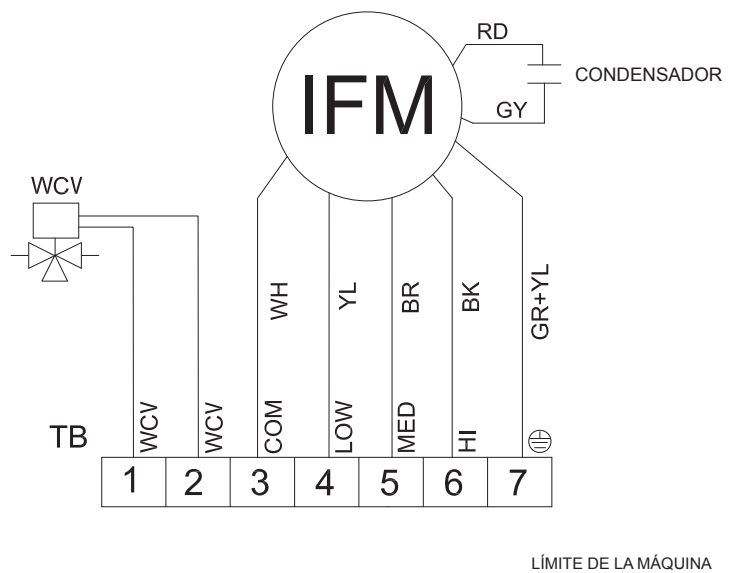 RD
CONDENSADOR
IFM
GY
WCV
WH
YL
BR
BK
GR+YL
TB
WCV
WCV
COM
LOW
MED
HI
1
2
3
4
5
6
7
LÍMITE DE LA MÁQUINA